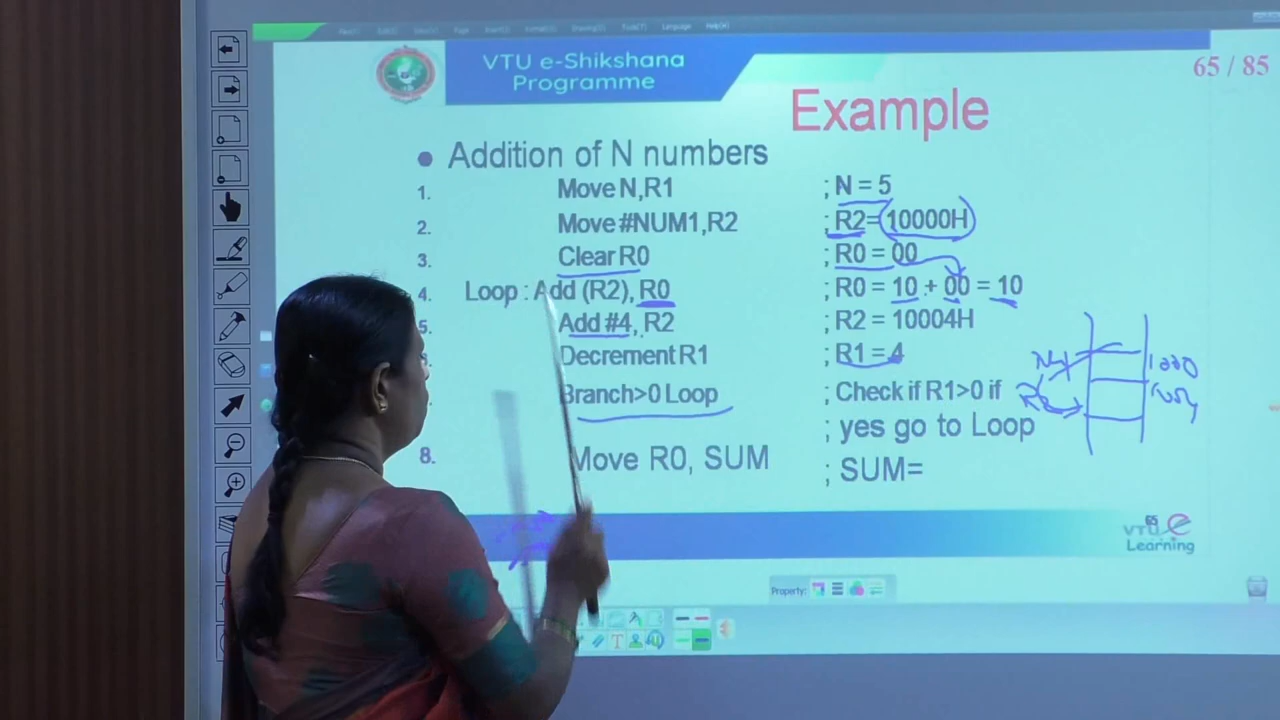 VTU e-Shikshana
Programme
65 / 85
Example
Addition of N numbers
1. Move N,R1 ; N = 5
2. Move #NUM1,R2 ; R2= 10000H
3. Clear R0 ; R0 = 00
4. Loop : Add (R2), R0 ; R0 = 10 + 00 = 10
5. Add #4, R2 ; R2 = 10004H
Decrement R1 ; R1 = 4
Branch>0 Loop ; Check if R1>0 if
; yes go to Loop
8. Move R0, SUM ; SUM=
65
VTU e
Learning
Property: